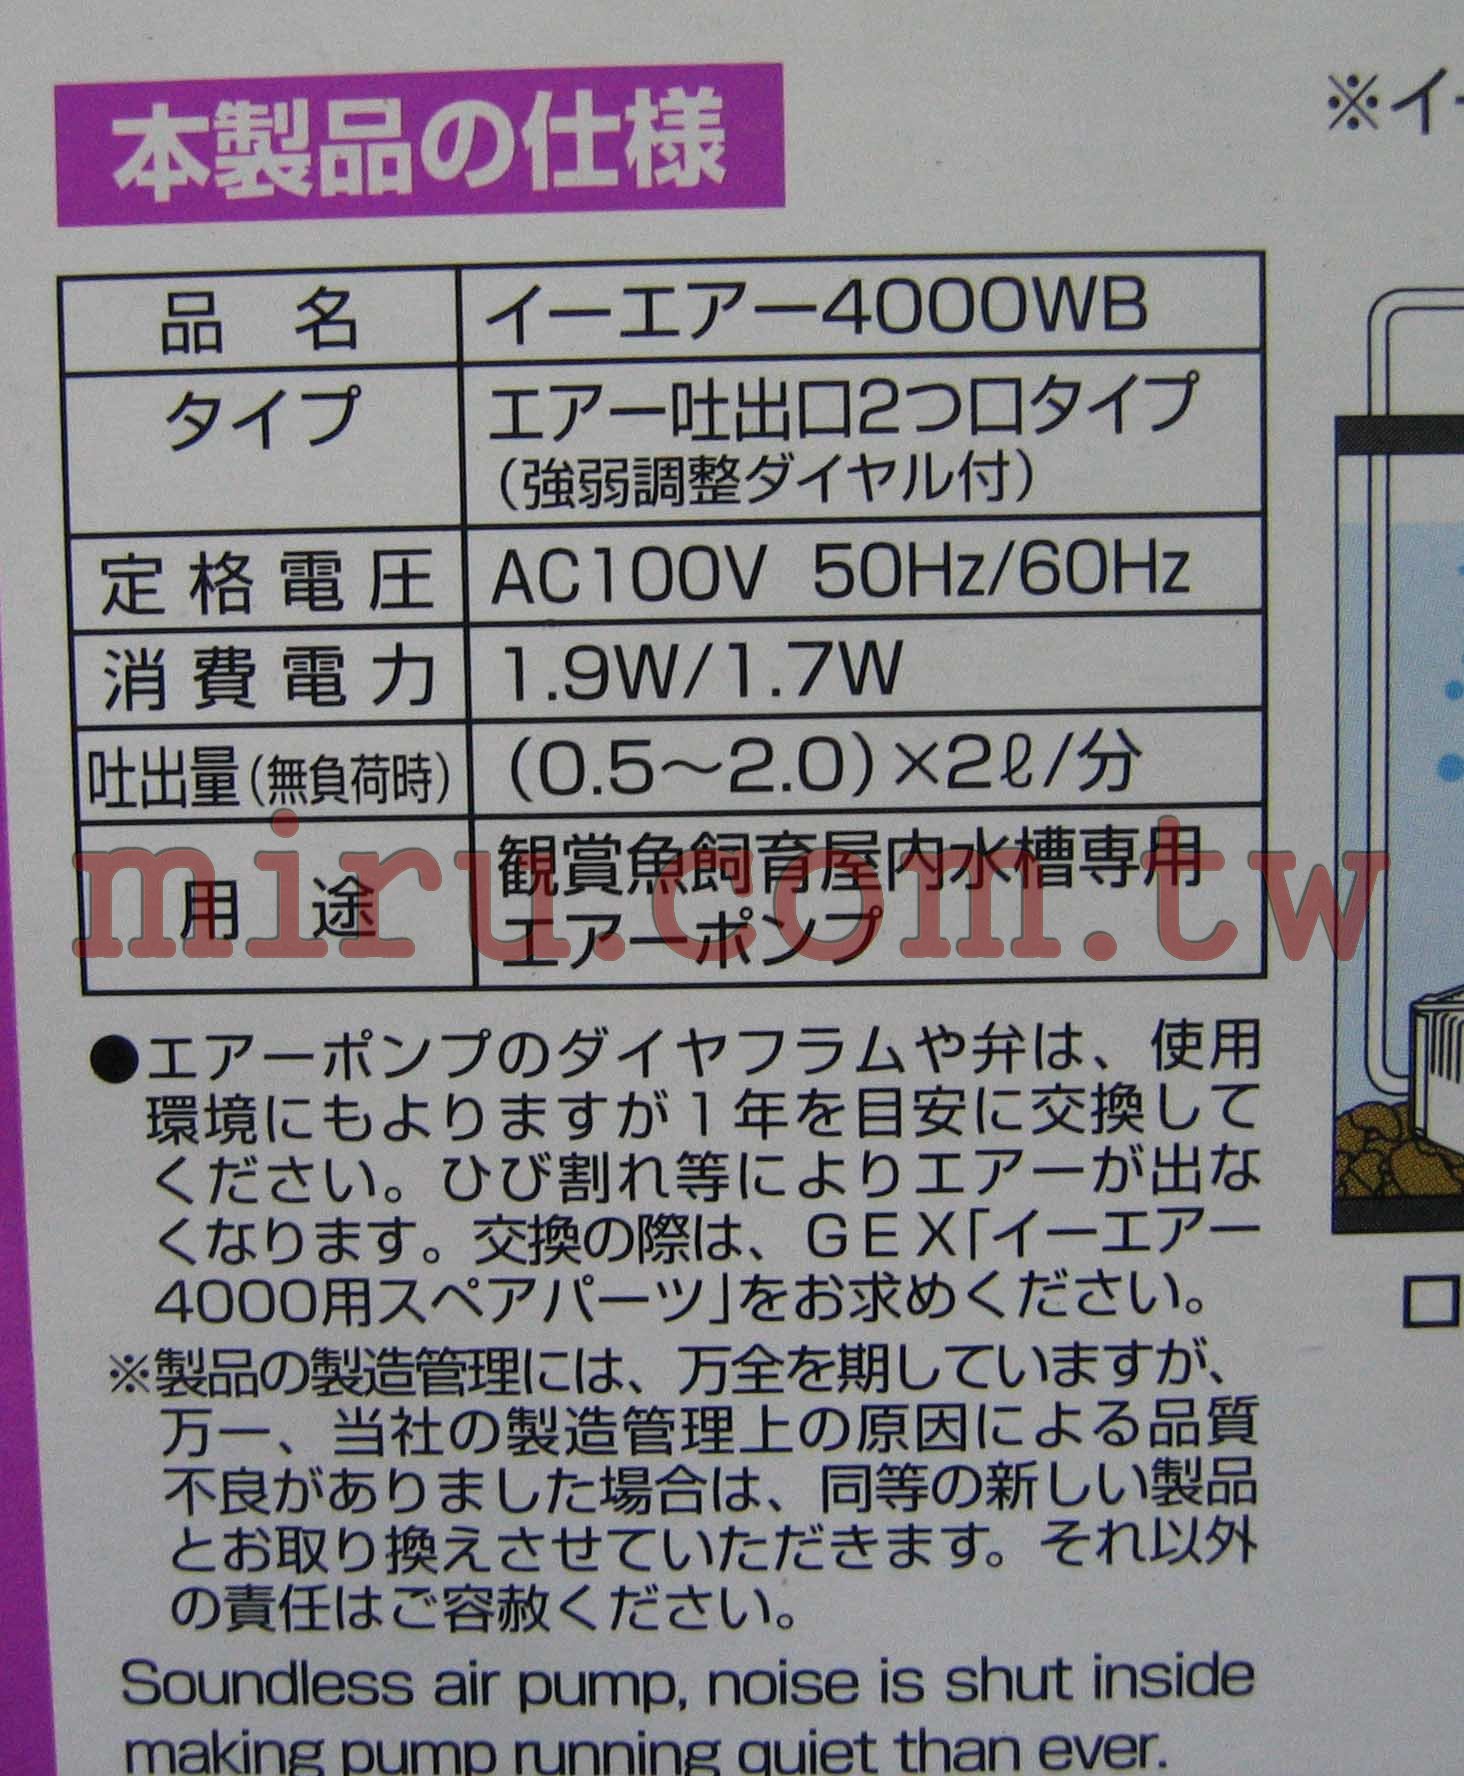 本製品の仕様
※イー
品 名 イーエアー4000WB
タイプ エアー吐出口2つ口タイプ
(強弱調整ダイヤル付)
定格電圧 AC100V 50Hz/60Hz
消費電力 1.9W/1.7W
吐出量(無負荷時) (0.5〜2.0)×2ℓ/分
用 途 観賞魚飼育屋内水槽専用
エアーポンプ
miru.com.tw
●エアーポンプのダイヤフラムや弁は、使用
環境にもよりますが1年を目安に交換して
ください。ひび割れ等によりエアーが出な
くなります。交換の際は、GEX「イーエアー
4000用スペアパーツ」をお求めください。
※製品の製造管理には、万全を期していますが、
万一、当社の製造管理上の原因による品質
不良がありました場合は、同等の新しい製品
とお取り換えさせていただきます。それ以外
の責任はご容赦ください。
Soundless air pump, noise is shut inside
making pump running quiet than ever.